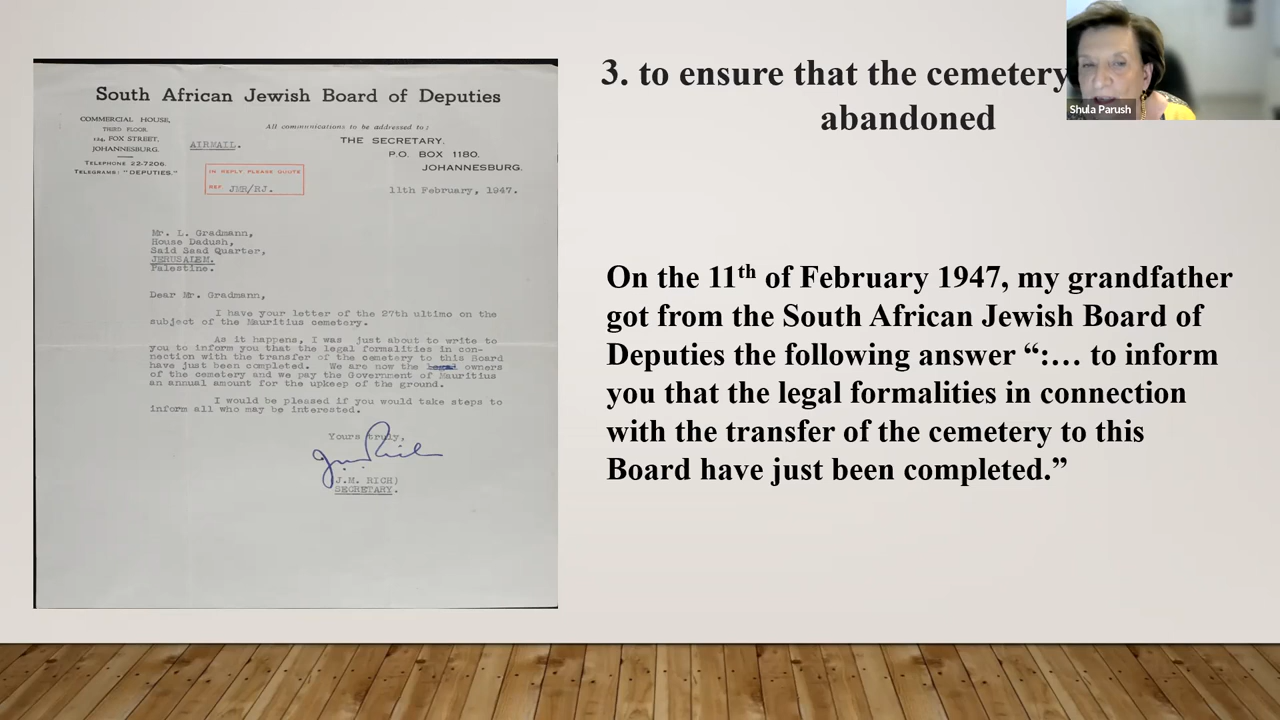 South African Jewish Board of Deputies
COMMERCIAL HOUSE,
THIRD FLOOR,
124, FOX STREET,
JOHANNESBURG.
TELEPHONE 22-7206.
TELEGRAMS: "DEPUTIES."
All communications to be addressed to:
THE SECRETARY.
P.O. BOX 1180.
JOHANNESBURG.
AIRMAIL.
IN REPLY PLEASE QUOTE
REF. JMR/RJ.
11th February, 1947.
Mr. L. Gradmann,
House Dadush,
Said Sead Quarter,
JERUSALEM.
Palestine.
Dear Mr. Gradmann,
I have your letter of the 27th ultimo on the
subject of the Mauritius cemetery.
As it happens, I was just about to write to
you to inform you that the legal formalities in con-
nection with the transfer of the cemetery to this Board
have just been completed. We are now the owners
of the cemetery and we pay the Government of Mauritius
an annual amount for the upkeep of the ground.
I would be pleased if you would take steps to
inform all who may be interested.
Yours truly,
(J.M. RICH)
SECRETARY.
3. to ensure that the cemetery
abandoned
Shula Parush
On the 11th of February 1947, my grandfather
got from the South African Jewish Board of
Deputies the following answer “:… to inform
you that the legal formalities in connection
with the transfer of the cemetery to this
Board have just been completed.”